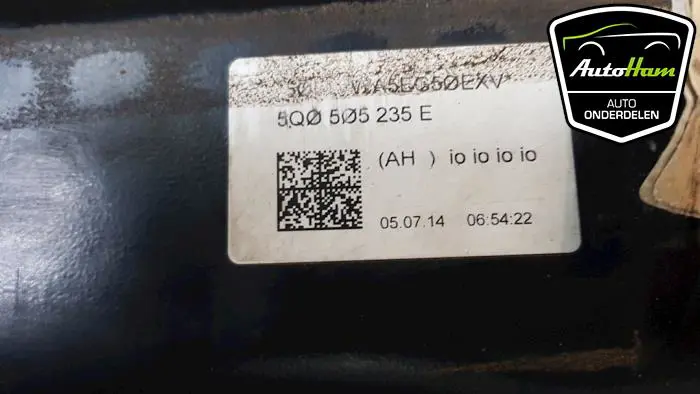 5QØ 5Ø5 235 E
(AH ) io io io io
05.07.14 06:54:22
AutoHam
AUTO
ONDERDELEN